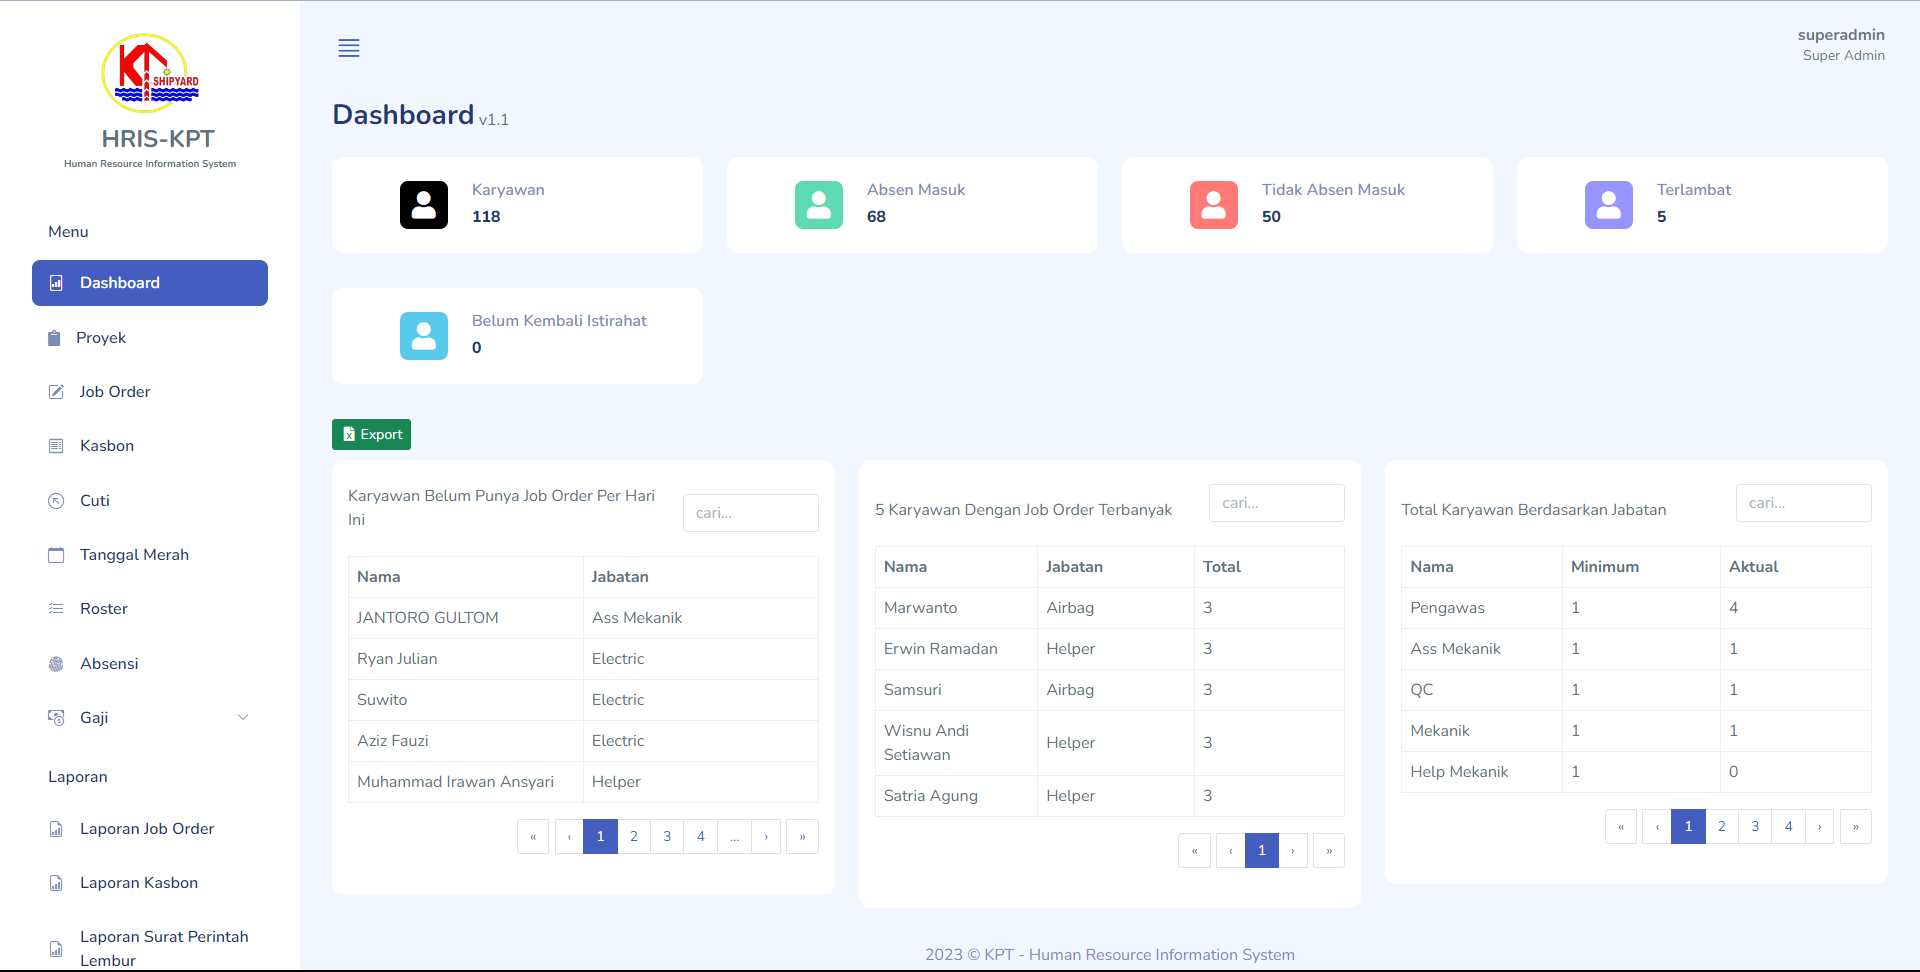 KT
SHIPYARD
HRIS-KPT
Human Resource Information System
Menu
Dashboard
Proyek
Job Order
Kasbon
Cuti
Tanggal Merah
Roster
Absensi
Gaji
Laporan
Laporan Job Order
Laporan Kasbon
Laporan Surat Perintah
Lembur
superadmin
Super Admin
Dashboard v1.1
Karyawan
118
Absen Masuk
68
Tidak Absen Masuk
50
Terlambat
5
Belum Kembali Istirahat
0
Export
Karyawan Belum Punya Job Order Per Hari
Ini
cari...
Nama Jabatan
JANTORO GULTOM Ass Mekanik
Ryan Julian Electric
Suwito Electric
Aziz Fauzi Electric
Muhammad Irawan Ansyari Helper
« ‹ 1 2 3 4 ... › »
5 Karyawan Dengan Job Order Terbanyak
cari...
Nama Jabatan Total
Marwanto Airbag 3
Erwin Ramadan Helper 3
Samsuri Airbag 3
Wisnu Andi
Setiawan Helper 3
Satria Agung Helper 3
« ‹ 1 › »
Total Karyawan Berdasarkan Jabatan
cari...
Nama Minimum Aktual
Pengawas 1 4
Ass Mekanik 1 1
QC 1 1
Mekanik 1 1
Help Mekanik 1 0
« ‹ 1 2 3 4 › »
2023 © KPT - Human Resource Information System